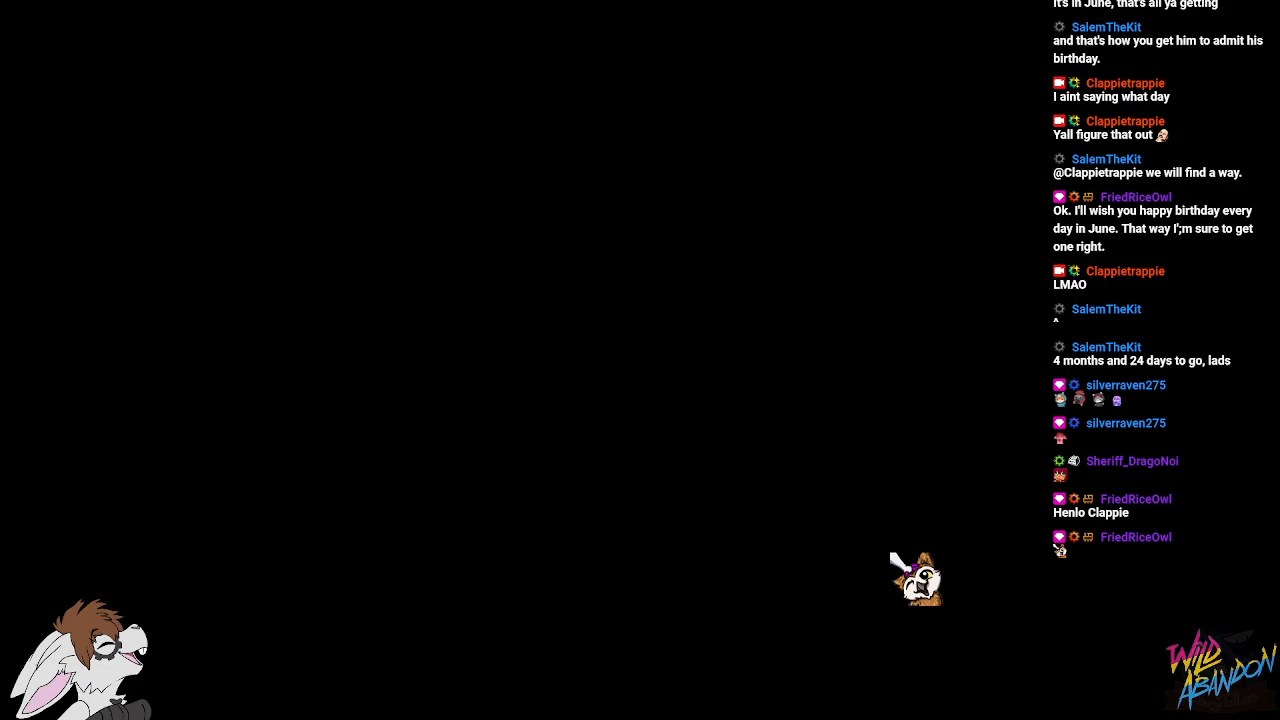 It's in June, that's all ya getting
SalemTheKit
and that's how you get him to admit his
birthday.
Clappietrappie
I aint saying what day
Clappietrappie
Yall figure that out
SalemTheKit
@Clappietrappie we will find a way.
FriedRiceOwl
Ok. I'll wish you happy birthday every
day in June. That way I';m sure to get
one right.
Clappietrappie
LMAO
SalemTheKit
^
SalemTheKit
4 months and 24 days to go, lads
silverraven275
silverraven275
Sheriff_DragoNoi
FriedRiceOwl
Henlo Clappie
FriedRiceOwl
WILD
ABANDON